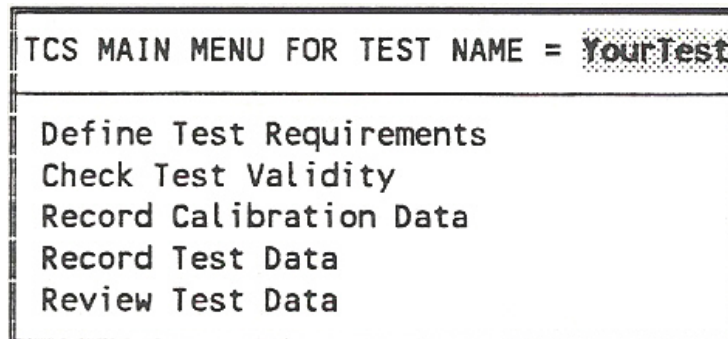 TCS MAIN MENU FOR TEST NAME = YourTest
Define Test Requirements
Check Test Validity
Record Calibration Data
Record Test Data
Review Test Data